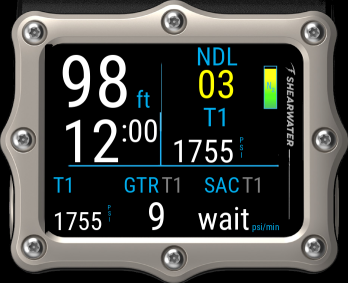 98 ft
12:00
NDL
03
T1
1755 PSI
N₂
SHEARWATER
T1 GTR T1 SAC T1
1755 PSI 9 wait psi/min